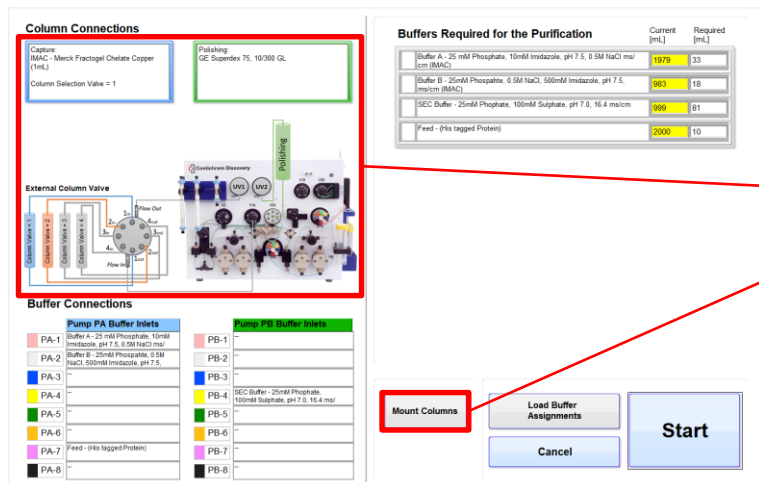 Column Connections
Capture:
IMAC - Merck Fractogel Chelate Copper
(1mL)
Column Selection Valve = 1
Polishing:
GE Superdex 75, 10/300 GL
External Column Valve
Column Valve = 1
Column Valve = 2
Column Valve = 3
Column Valve = 4
Flow Out
1in
2in
3in
4in
4out
3out
2out
1out
Flow In
Contichrom Discovery
UV1
UV2
Polishing
Buffer Connections
Pump PA Buffer Inlets
PA-1
Buffer A - 25 mM Phosphate, 10mM
Imidazole, pH 7.5, 0.5M NaCl ms/
PA-2
Buffer B - 25mM Phospahte, 0.5M
NaCl, 500mM Imidazole, pH 7.5,
PA-3 --
PA-4 --
PA-5 --
PA-6 --
PA-7 Feed - (His tagged Protein)
PA-8 --
Pump PB Buffer Inlets
PB-1 --
PB-2 --
PB-3 --
PB-4
SEC Buffer - 25mM Phophate,
100mM Sulphate, pH 7.0, 16.4 ms/
PB-5 --
PB-6 --
PB-7 --
PB-8 --
Buffers Required for the Purification
Current
[mL]
Required
[mL]
Buffer A - 25 mM Phosphate, 10mM Imidazole, pH 7.5, 0.5M NaCl ms/
cm (IMAC)
1979 33
Buffer B - 25mM Phospahte, 0.5M NaCl, 500mM Imidazole, pH 7.5,
ms/cm (IMAC)
983 18
SEC Buffer - 25mM Phophate, 100mM Sulphate, pH 7.0, 16.4 ms/cm
999 81
Feed - (His tagged Protein)
2000 10
Mount Columns
Load Buffer
Assignments
Cancel
Start